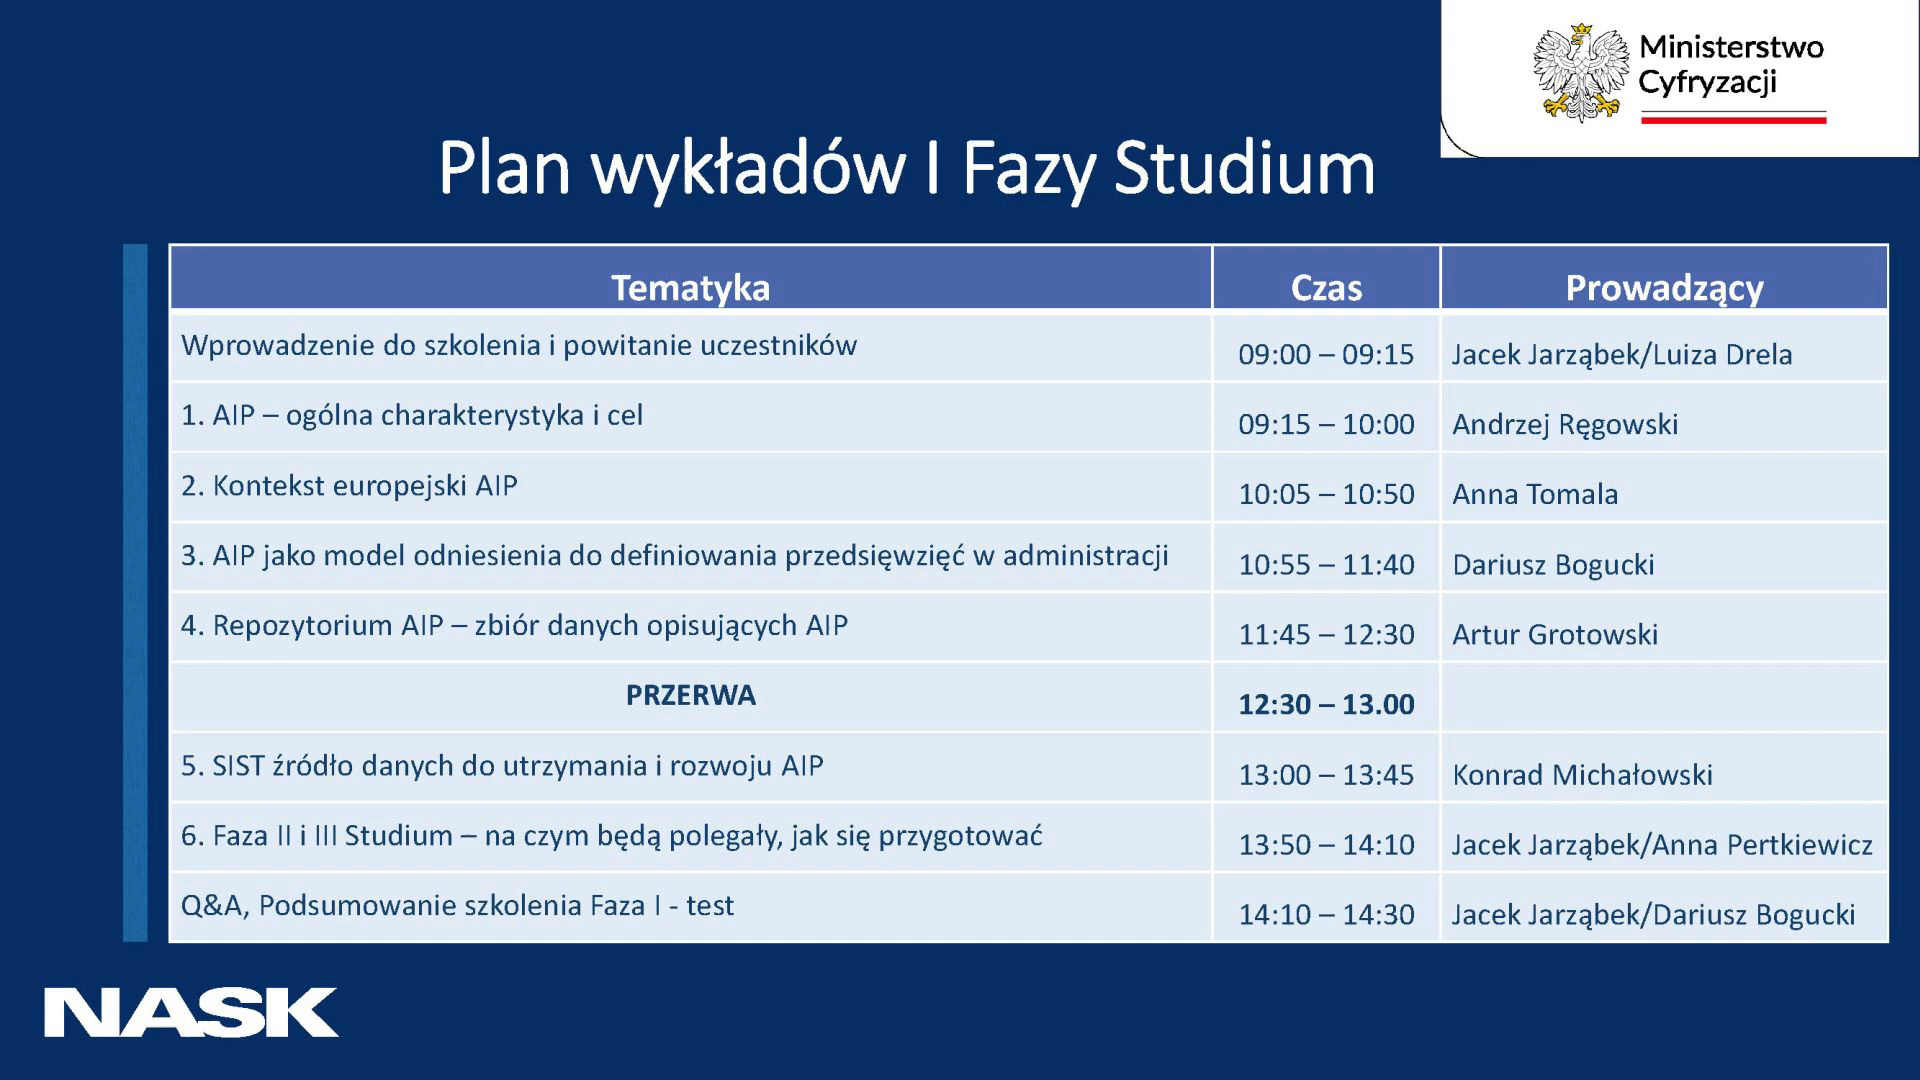 Ministerstwo
Cyfryzacji
Plan wykładów I Fazy Studium
Tematyka Czas Prowadzący
Wprowadzenie do szkolenia i powitanie uczestników 09:00 – 09:15 Jacek Jarząbek/Luiza Drela
1. AIP – ogólna charakterystyka i cel 09:15 – 10:00 Andrzej Ręgowski
2. Kontekst europejski AIP 10:05 – 10:50 Anna Tomala
3. AIP jako model odniesienia do definiowania przedsięwzięć w administracji 10:55 – 11:40 Dariusz Bogucki
4. Repozytorium AIP – zbiór danych opisujących AIP 11:45 – 12:30 Artur Grotowski
PRZERWA 12:30 – 13.00
5. SIST źródło danych do utrzymania i rozwoju AIP 13:00 – 13:45 Konrad Michałowski
6. Faza II i III Studium – na czym będą polegały, jak się przygotować 13:50 – 14:10 Jacek Jarząbek/Anna Pertkiewicz
Q&A, Podsumowanie szkolenia Faza I - test 14:10 – 14:30 Jacek Jarząbek/Dariusz Bogucki
NASK